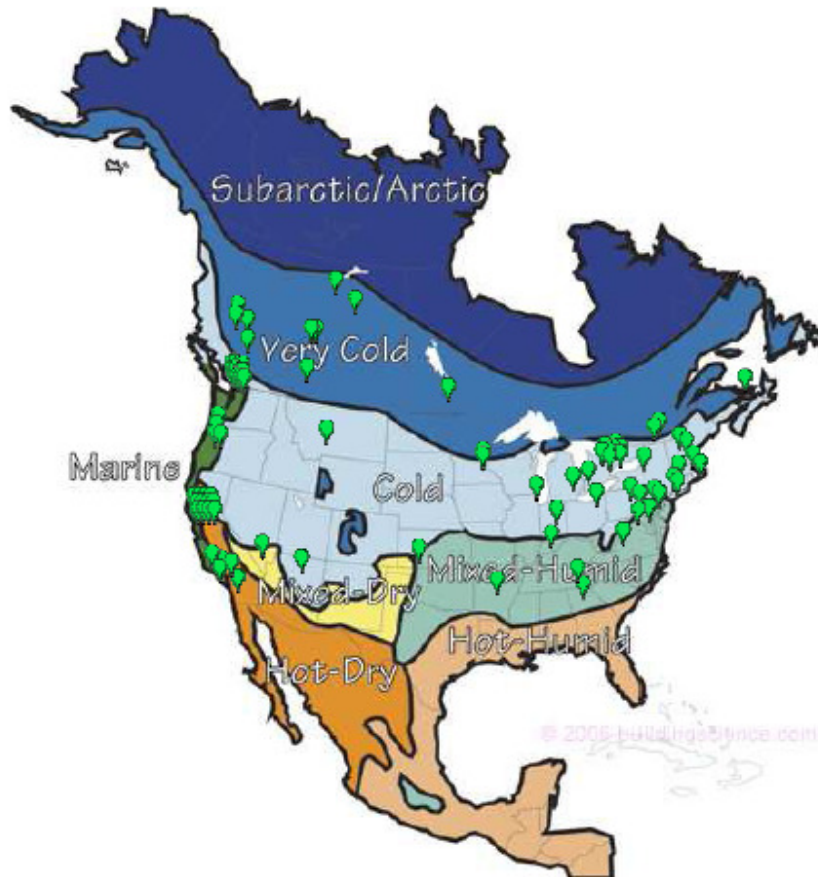 Subarctic/Arctic
Very Cold
Marine
Cold
Mixed-Humid
Mixed-Dry
Hot-Humid
Hot-Dry
© 2005 buildingscience.com